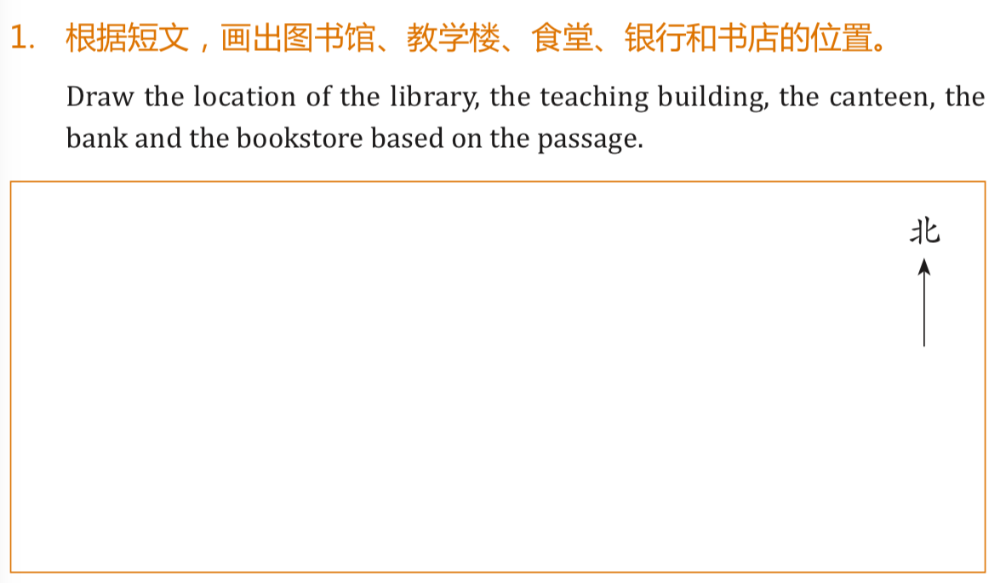 1. 根据短文，画出图书馆、教学楼、食堂、银行和书店的位置。
Draw the location of the library, the teaching building, the canteen, the
bank and the bookstore based on the passage.
北